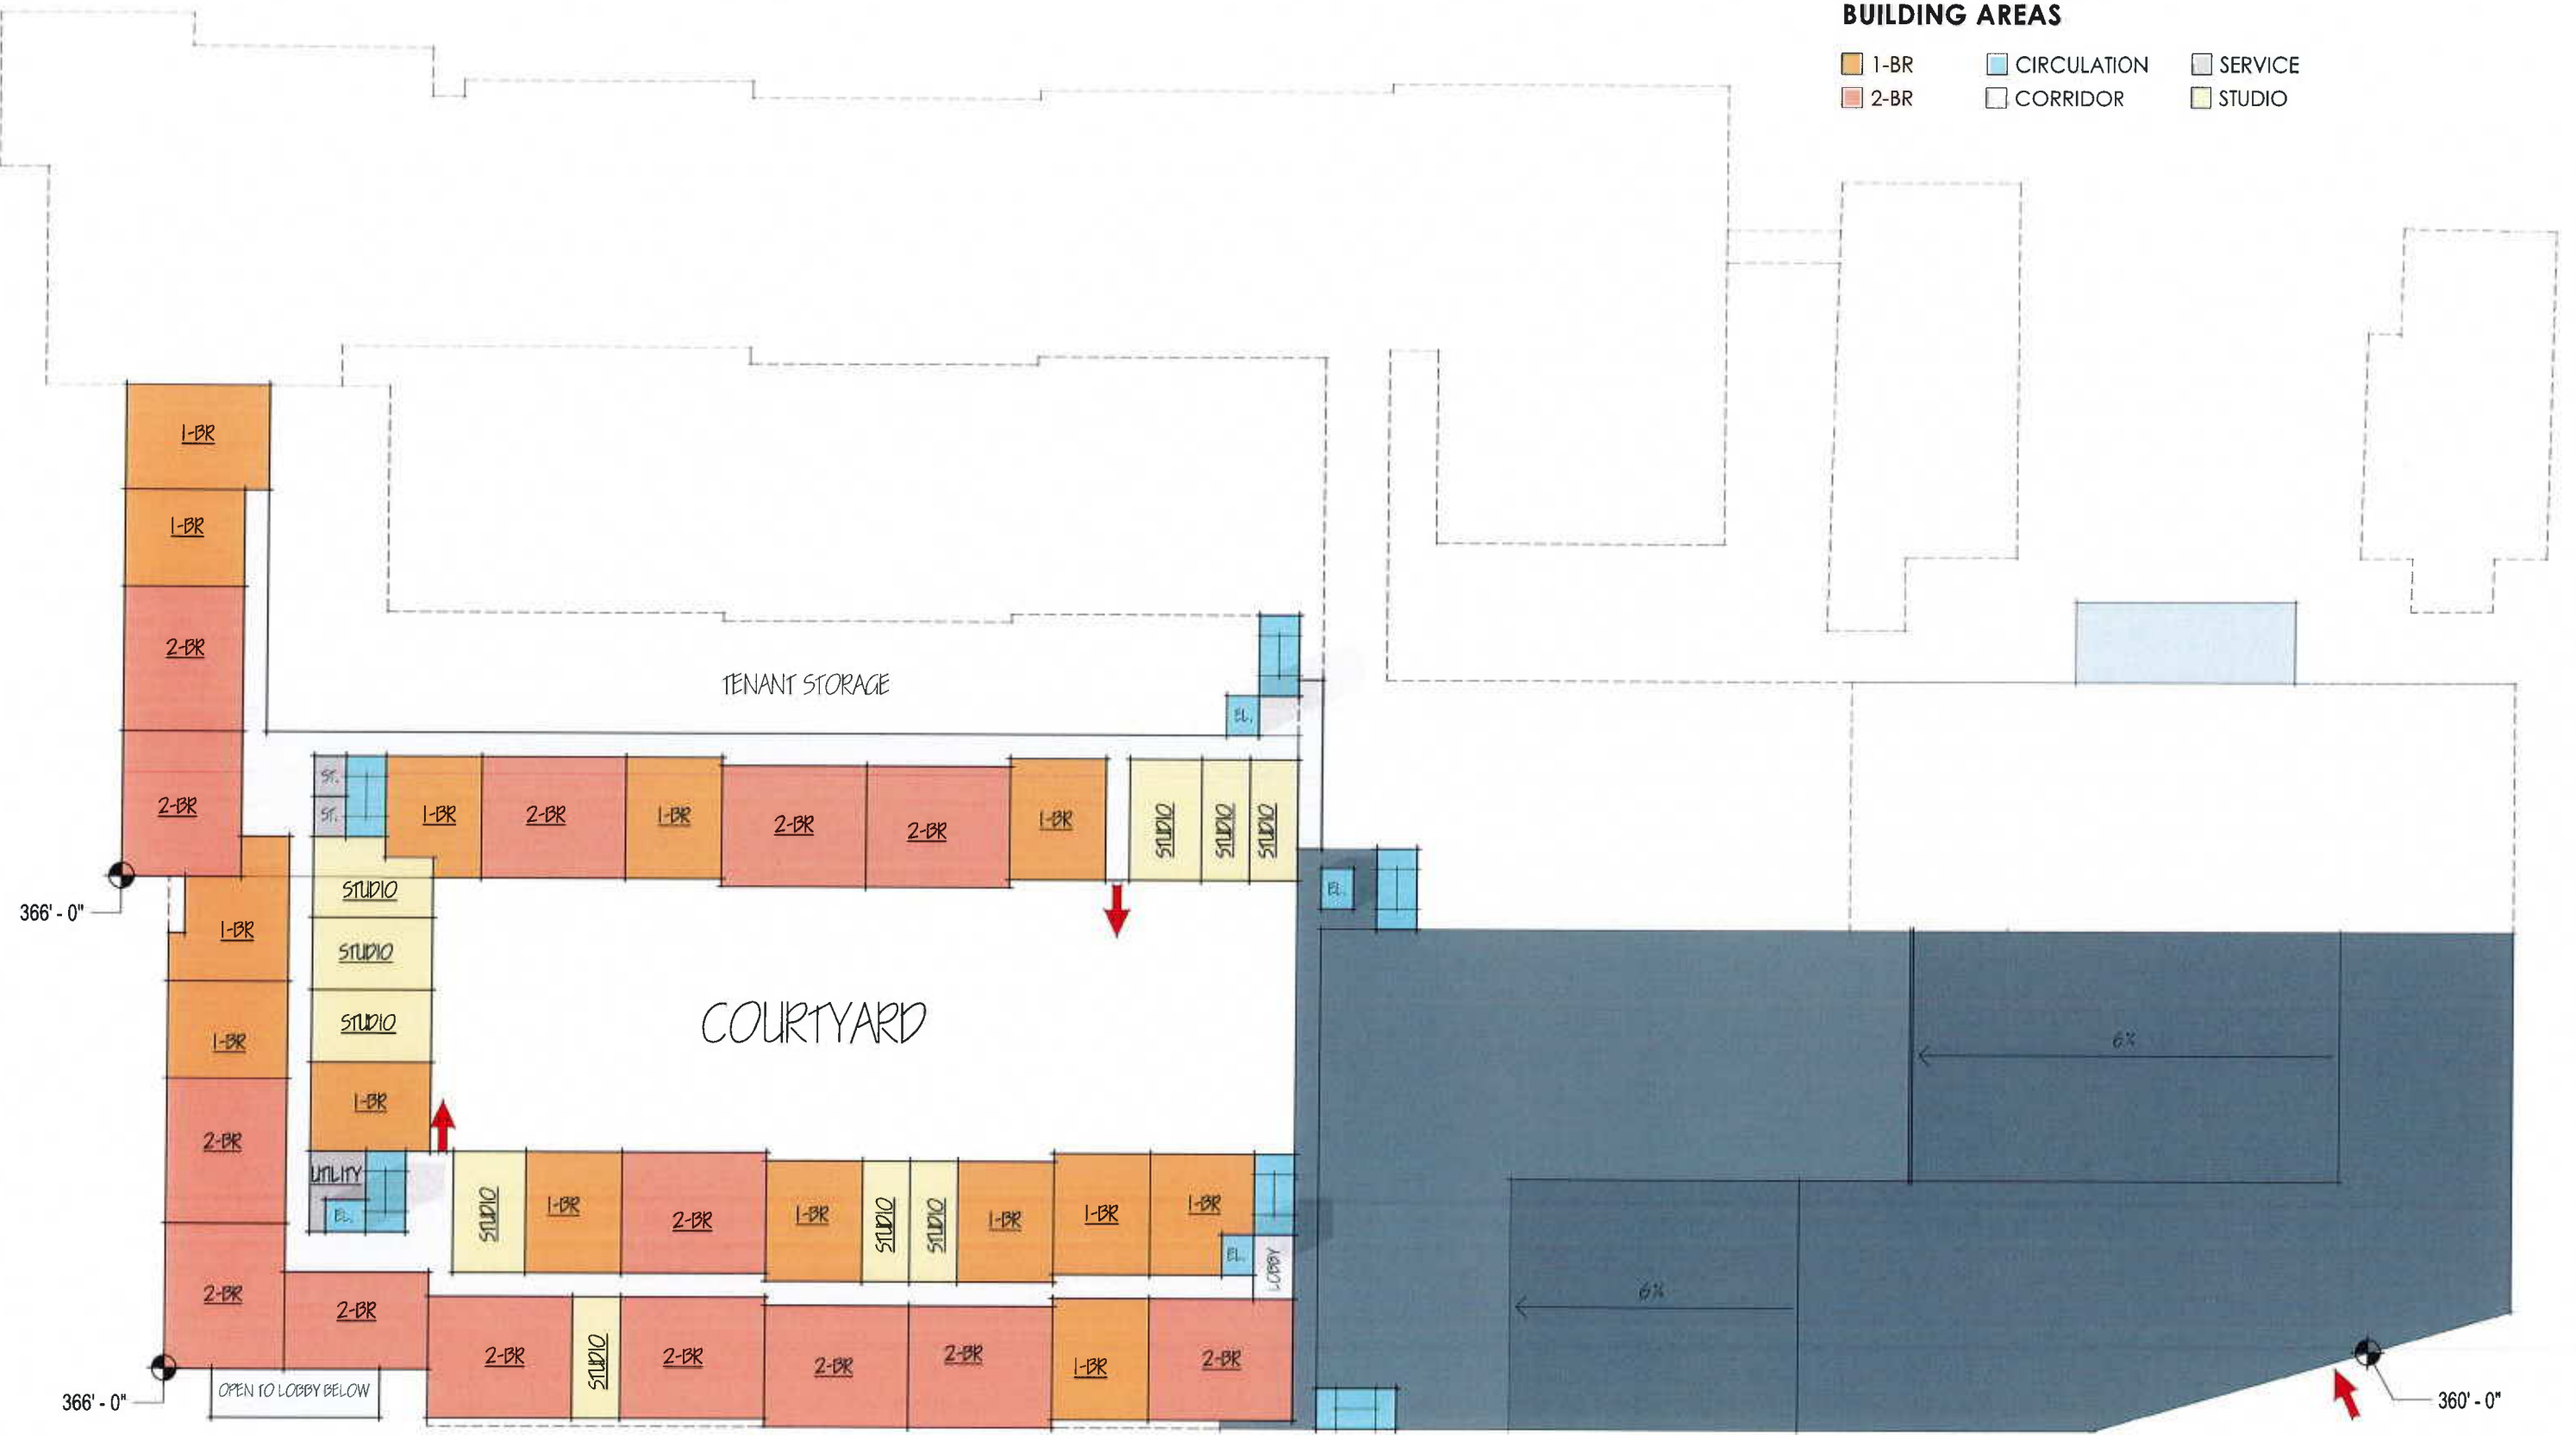 BUILDING AREAS
1-BR CIRCULATION SERVICE
2-BR CORRIDOR STUDIO
1-BR
1-BR
2-BR
TENANT STORAGE
EL.
2-BR
ST.
ST.
1-BR
2-BR
1-BR
2-BR
2-BR
1-BR
STUDIO
STUDIO
STUDIO
EL.
366' - 0"
1-BR
STUDIO
STUDIO
STUDIO
COURTYARD
1-BR
1-BR
6%
2-BR
UTILITY
EL.
STUDIO
1-BR
2-BR
1-BR
STUDIO
STUDIO
1-BR
1-BR
1-BR
EL.
LOBBY
2-BR
2-BR
2-BR
STUDIO
2-BR
2-BR
2-BR
1-BR
2-BR
6%
OPEN TO LOBBY BELOW
366' - 0"
360' - 0"